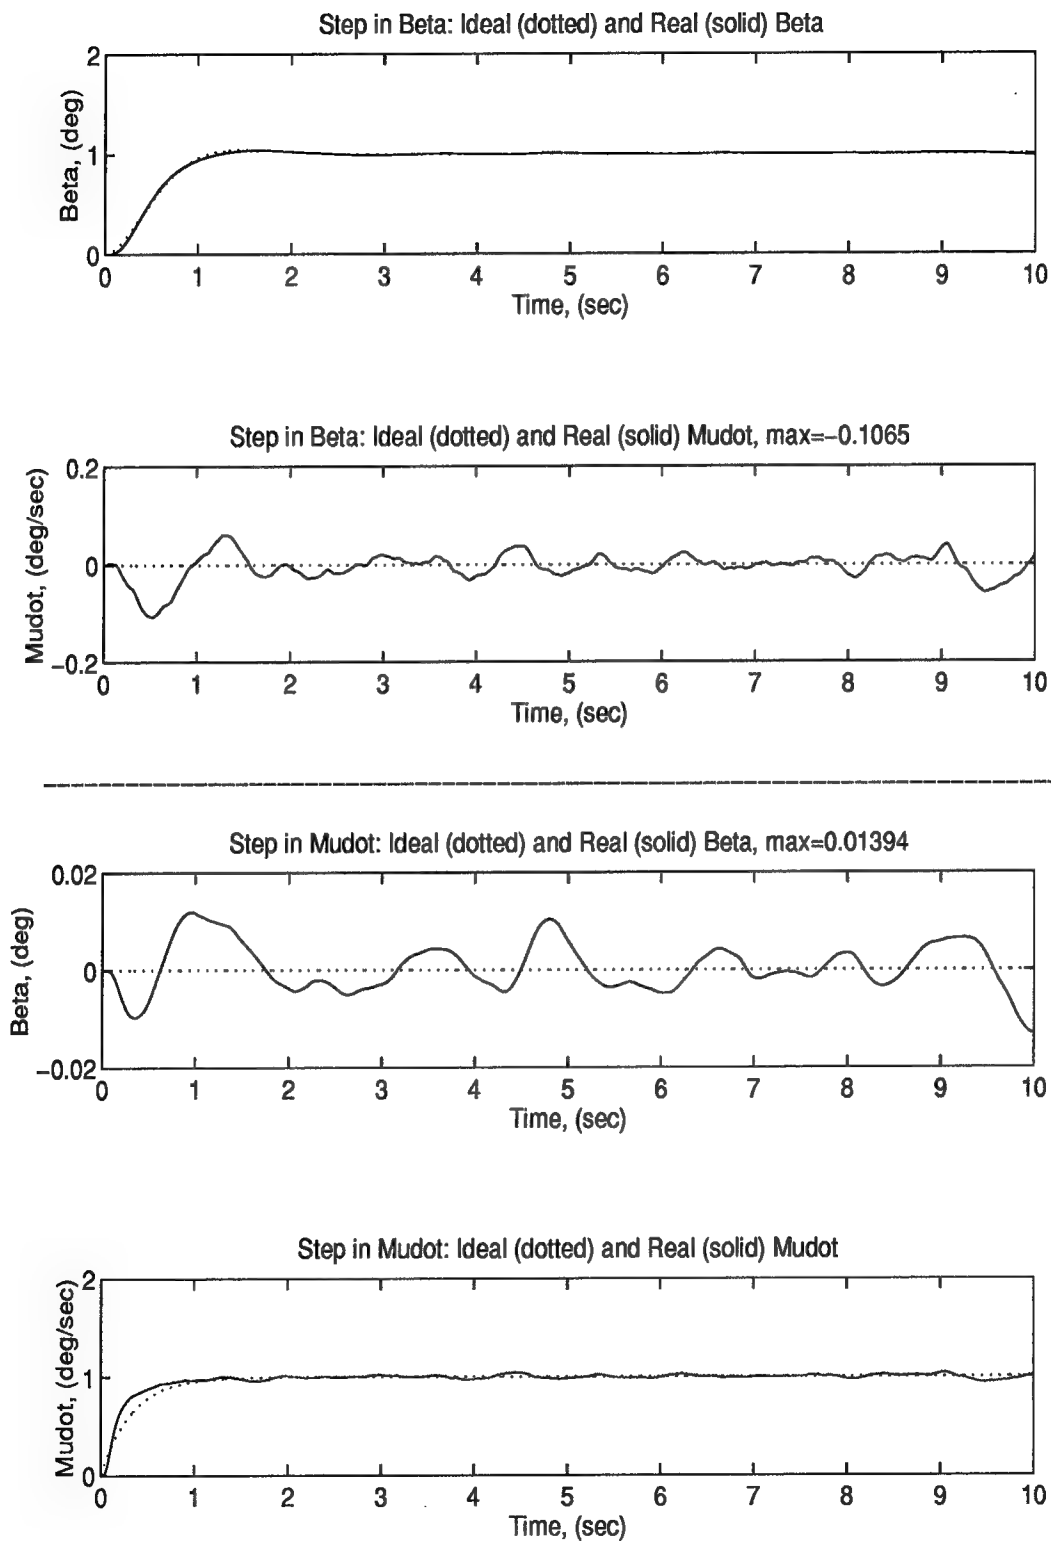 Step in Beta: Ideal (dotted) and Real (solid) Beta
2
1
0
Beta, (deg)
0 1 2 3 4 5 6 7 8 9 10
Time, (sec)
Step in Beta: Ideal (dotted) and Real (solid) Mudot, max=−0.1065
0.2
0
−0.2
Mudot, (deg/sec)
0 1 2 3 4 5 6 7 8 9 10
Time, (sec)
Step in Mudot: Ideal (dotted) and Real (solid) Beta, max=0.01394
0.02
0
−0.02
Beta, (deg)
0 1 2 3 4 5 6 7 8 9 10
Time, (sec)
Step in Mudot: Ideal (dotted) and Real (solid) Mudot
2
1
0
Mudot, (deg/sec)
0 1 2 3 4 5 6 7 8 9 10
Time, (sec)